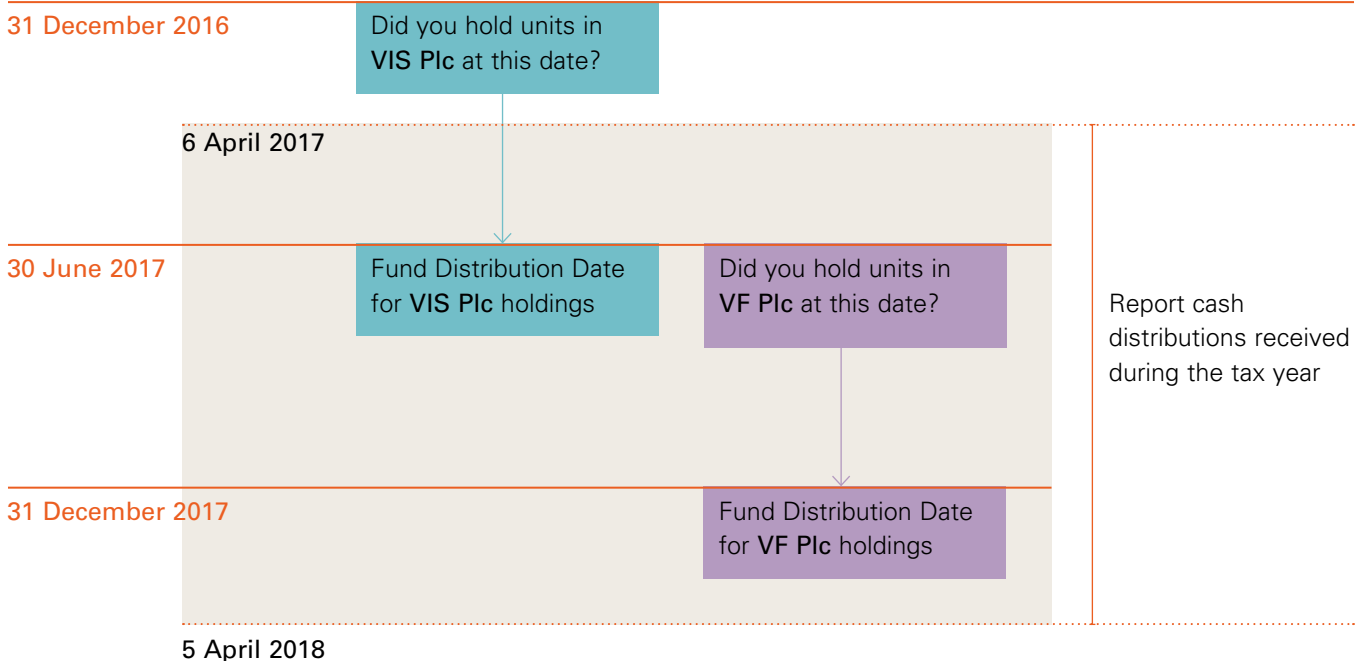 31 December 2016
Did you hold units in
VIS Plc at this date?
6 April 2017
30 June 2017
Fund Distribution Date
for VIS Plc holdings
Did you hold units in
VF Plc at this date?
Report cash
distributions received
during the tax year
31 December 2017
Fund Distribution Date
for VF Plc holdings
5 April 2018